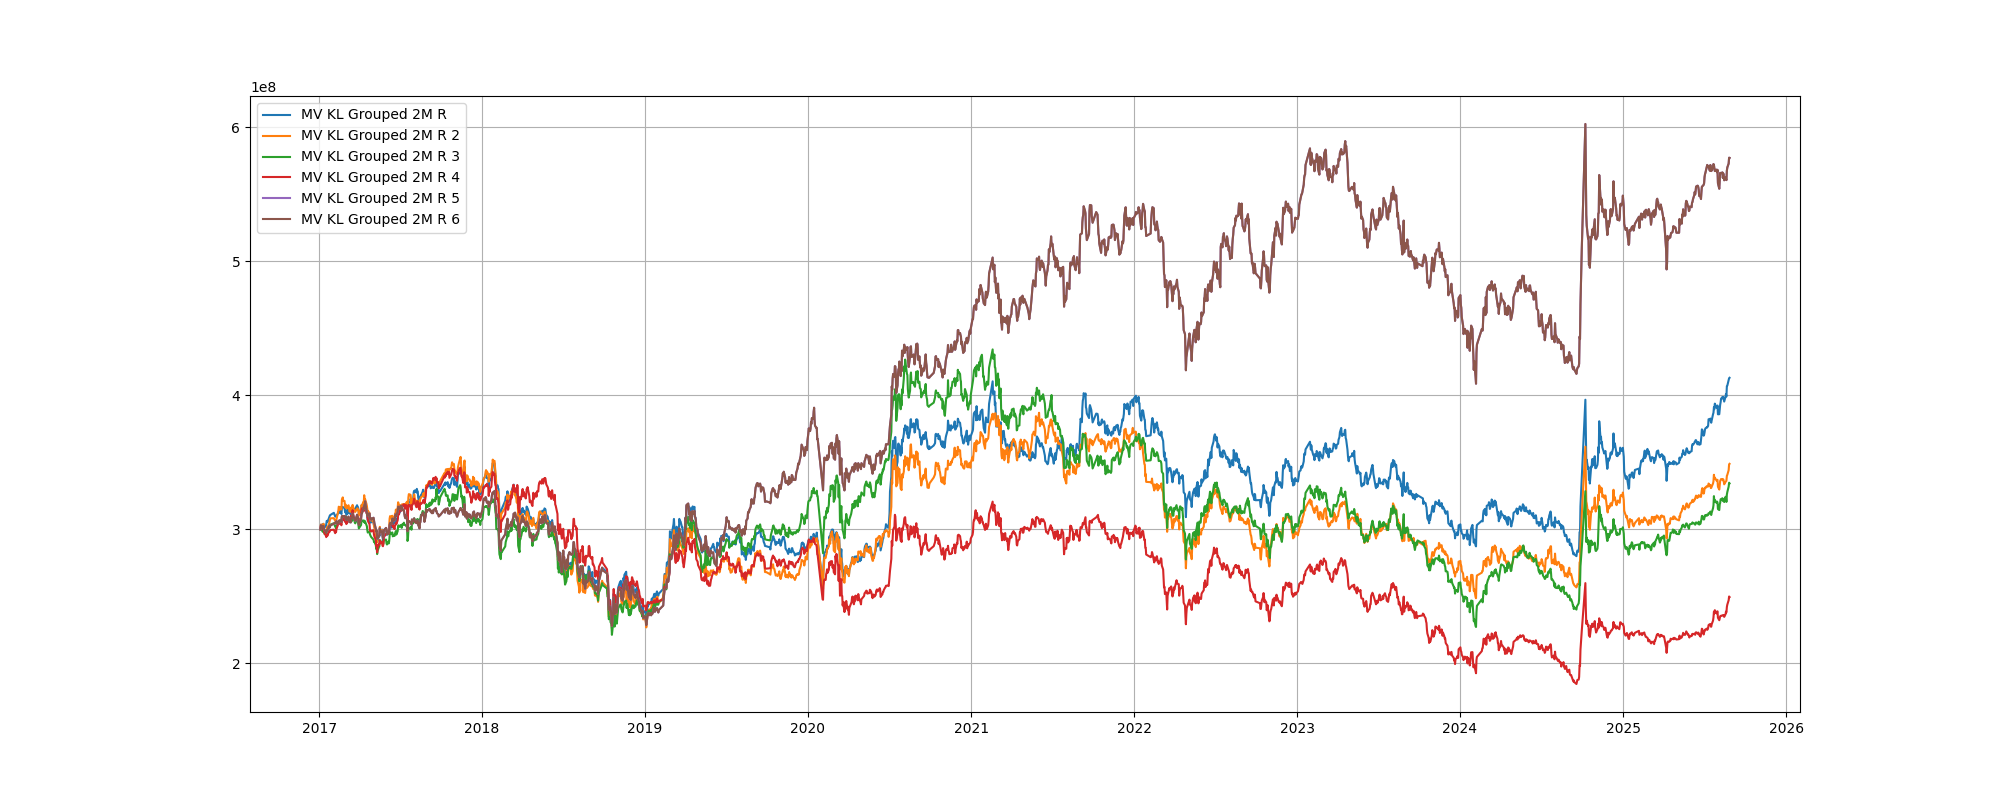 1e8
MV KL Grouped 2M R
MV KL Grouped 2M R 2
MV KL Grouped 2M R 3
MV KL Grouped 2M R 4
MV KL Grouped 2M R 5
MV KL Grouped 2M R 6
6
5
4
3
2
2017 2018 2019 2020 2021 2022 2023 2024 2025 2026